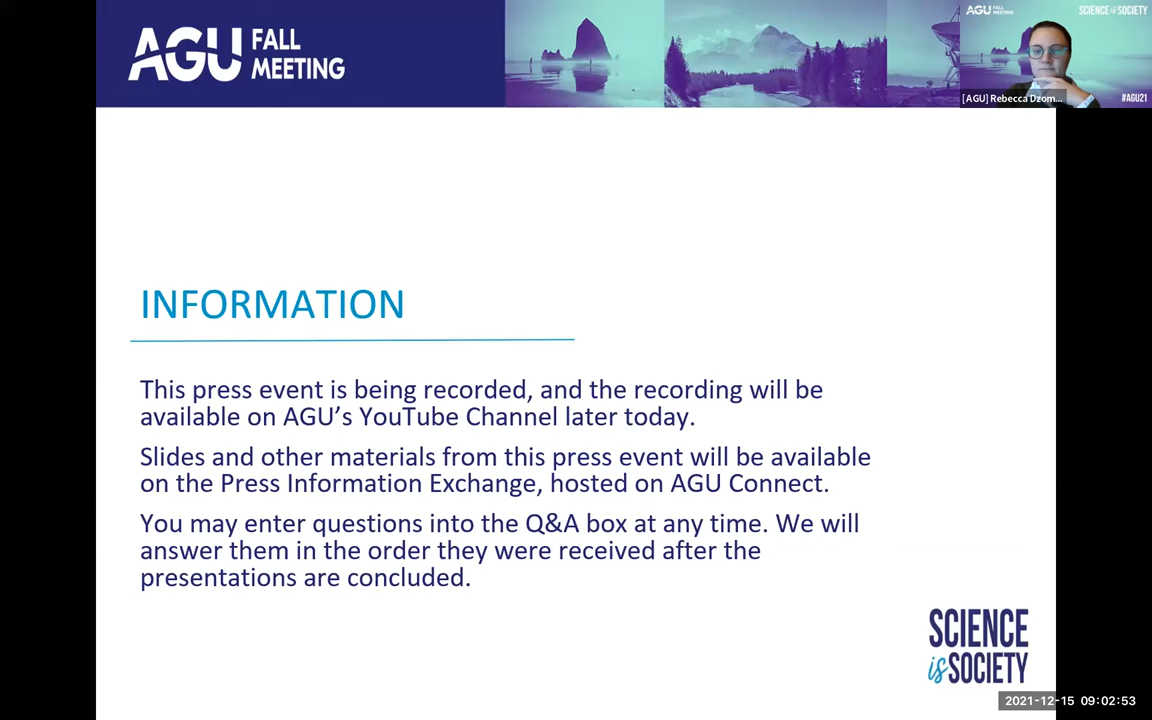 AGU FALL
MEETING
AGU FALL
MEETING
SCIENCE is SOCIETY
[AGU] Rebecca Dzom...
#AGU21
INFORMATION
This press event is being recorded, and the recording will be
available on AGU’s YouTube Channel later today.
Slides and other materials from this press event will be available
on the Press Information Exchange, hosted on AGU Connect.
You may enter questions into the Q&A box at any time. We will
answer them in the order they were received after the
presentations are concluded.
SCIENCE
is SOCIETY
2021-12-15 09:02:53